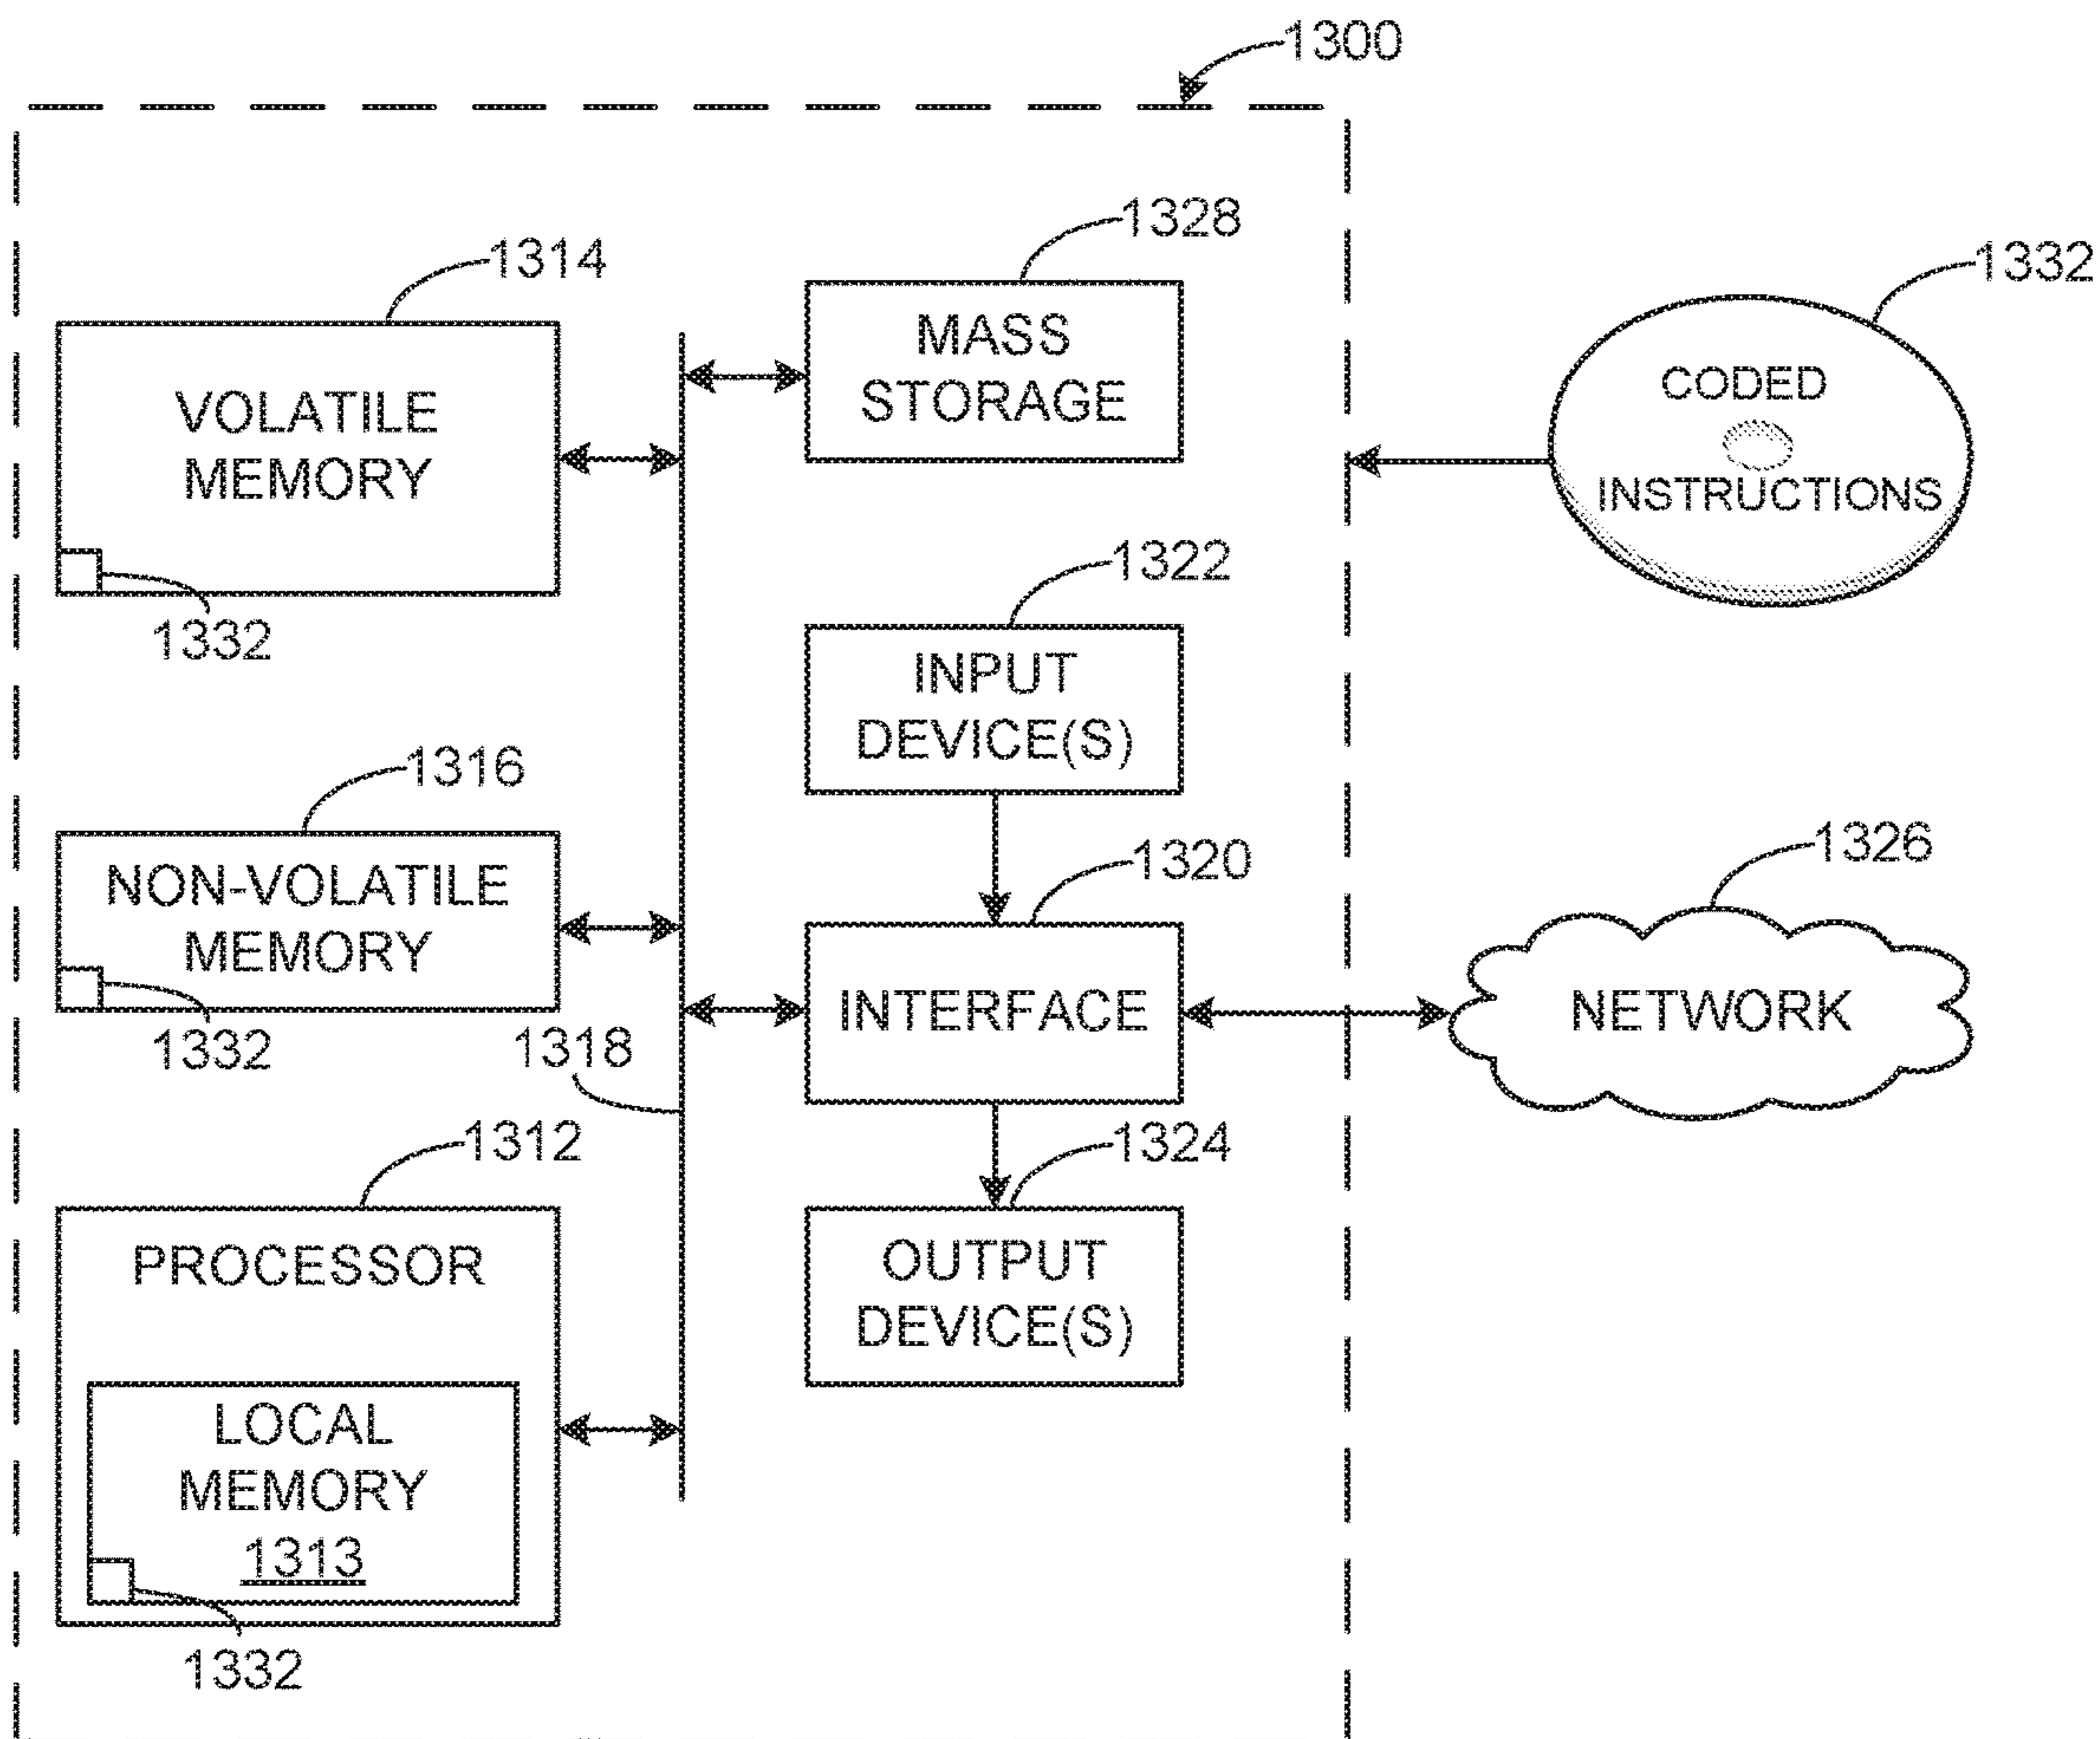 1300
1328
1314
1332
MASS
STORAGE
VOLATILE
MEMORY
CODED
INSTRUCTIONS
1322
1332
INPUT
DEVICE(S)
1316
1320
1326
NON-VOLATILE
MEMORY
INTERFACE
NETWORK
1332
1318
1312
1324
PROCESSOR
OUTPUT
DEVICE(S)
LOCAL
MEMORY
1313
1332